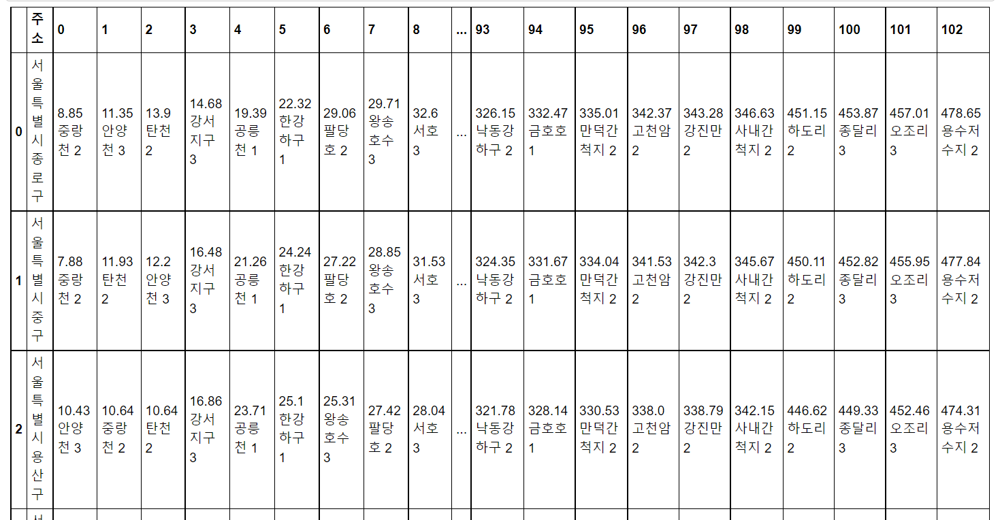 주소 0 1 2 3 4 5 6 7 8 ... 93 94 95 96 97 98 99 100 101 102
0 서울특별시종로구 8.85 중랑천 2 11.35 안양천 3 13.9 탄천 2 14.68 강서지구 3 19.39 공릉천 1 22.32 한강하구 1 29.06 팔당호 2 29.71 왕송호수 3 32.6 서호 3 ... 326.15 낙동강하구 2 332.47 금호호 1 335.01 만덕간척지 2 342.37 고천암 2 343.28 강진만 2 346.63 사내간척지 2 451.15 하도리 2 453.87 종달리 3 457.01 오조리 3 478.65 용수저수지 2
1 서울특별시중구 7.88 중랑천 2 11.93 탄천 2 12.2 안양천 3 16.48 강서지구 3 21.26 공릉천 1 24.24 한강하구 1 27.22 팔당호 2 28.85 왕송호수 3 31.53 서호 3 ... 324.35 낙동강하구 2 331.67 금호호 1 334.04 만덕간척지 2 341.53 고천암 2 342.3 강진만 2 345.67 사내간척지 2 450.11 하도리 2 452.82 종달리 3 455.95 오조리 3 477.84 용수저수지 2
2 서울특별시용산구 10.43 안양천 3 10.64 중랑천 2 10.64 탄천 2 16.86 강서지구 3 23.71 공릉천 1 25.1 한강하구 1 25.31 왕송호수 3 27.42 팔당호 2 28.04 서호 3 ... 321.78 낙동강하구 2 328.14 금호호 1 330.53 만덕간척지 2 338.0 고천암 2 338.79 강진만 2 342.15 사내간척지 2 446.62 하도리 2 449.33 종달리 3 452.46 오조리 3 474.31 용수저수지 2